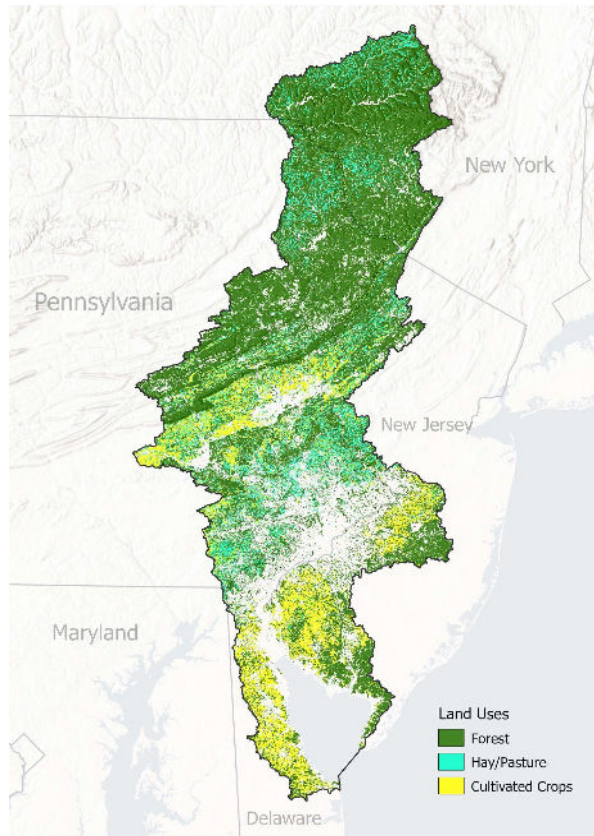 New York
Pennsylvania
New Jersey
Maryland
Land Uses
Forest
Hay/Pasture
Cultivated Crops
Delaware